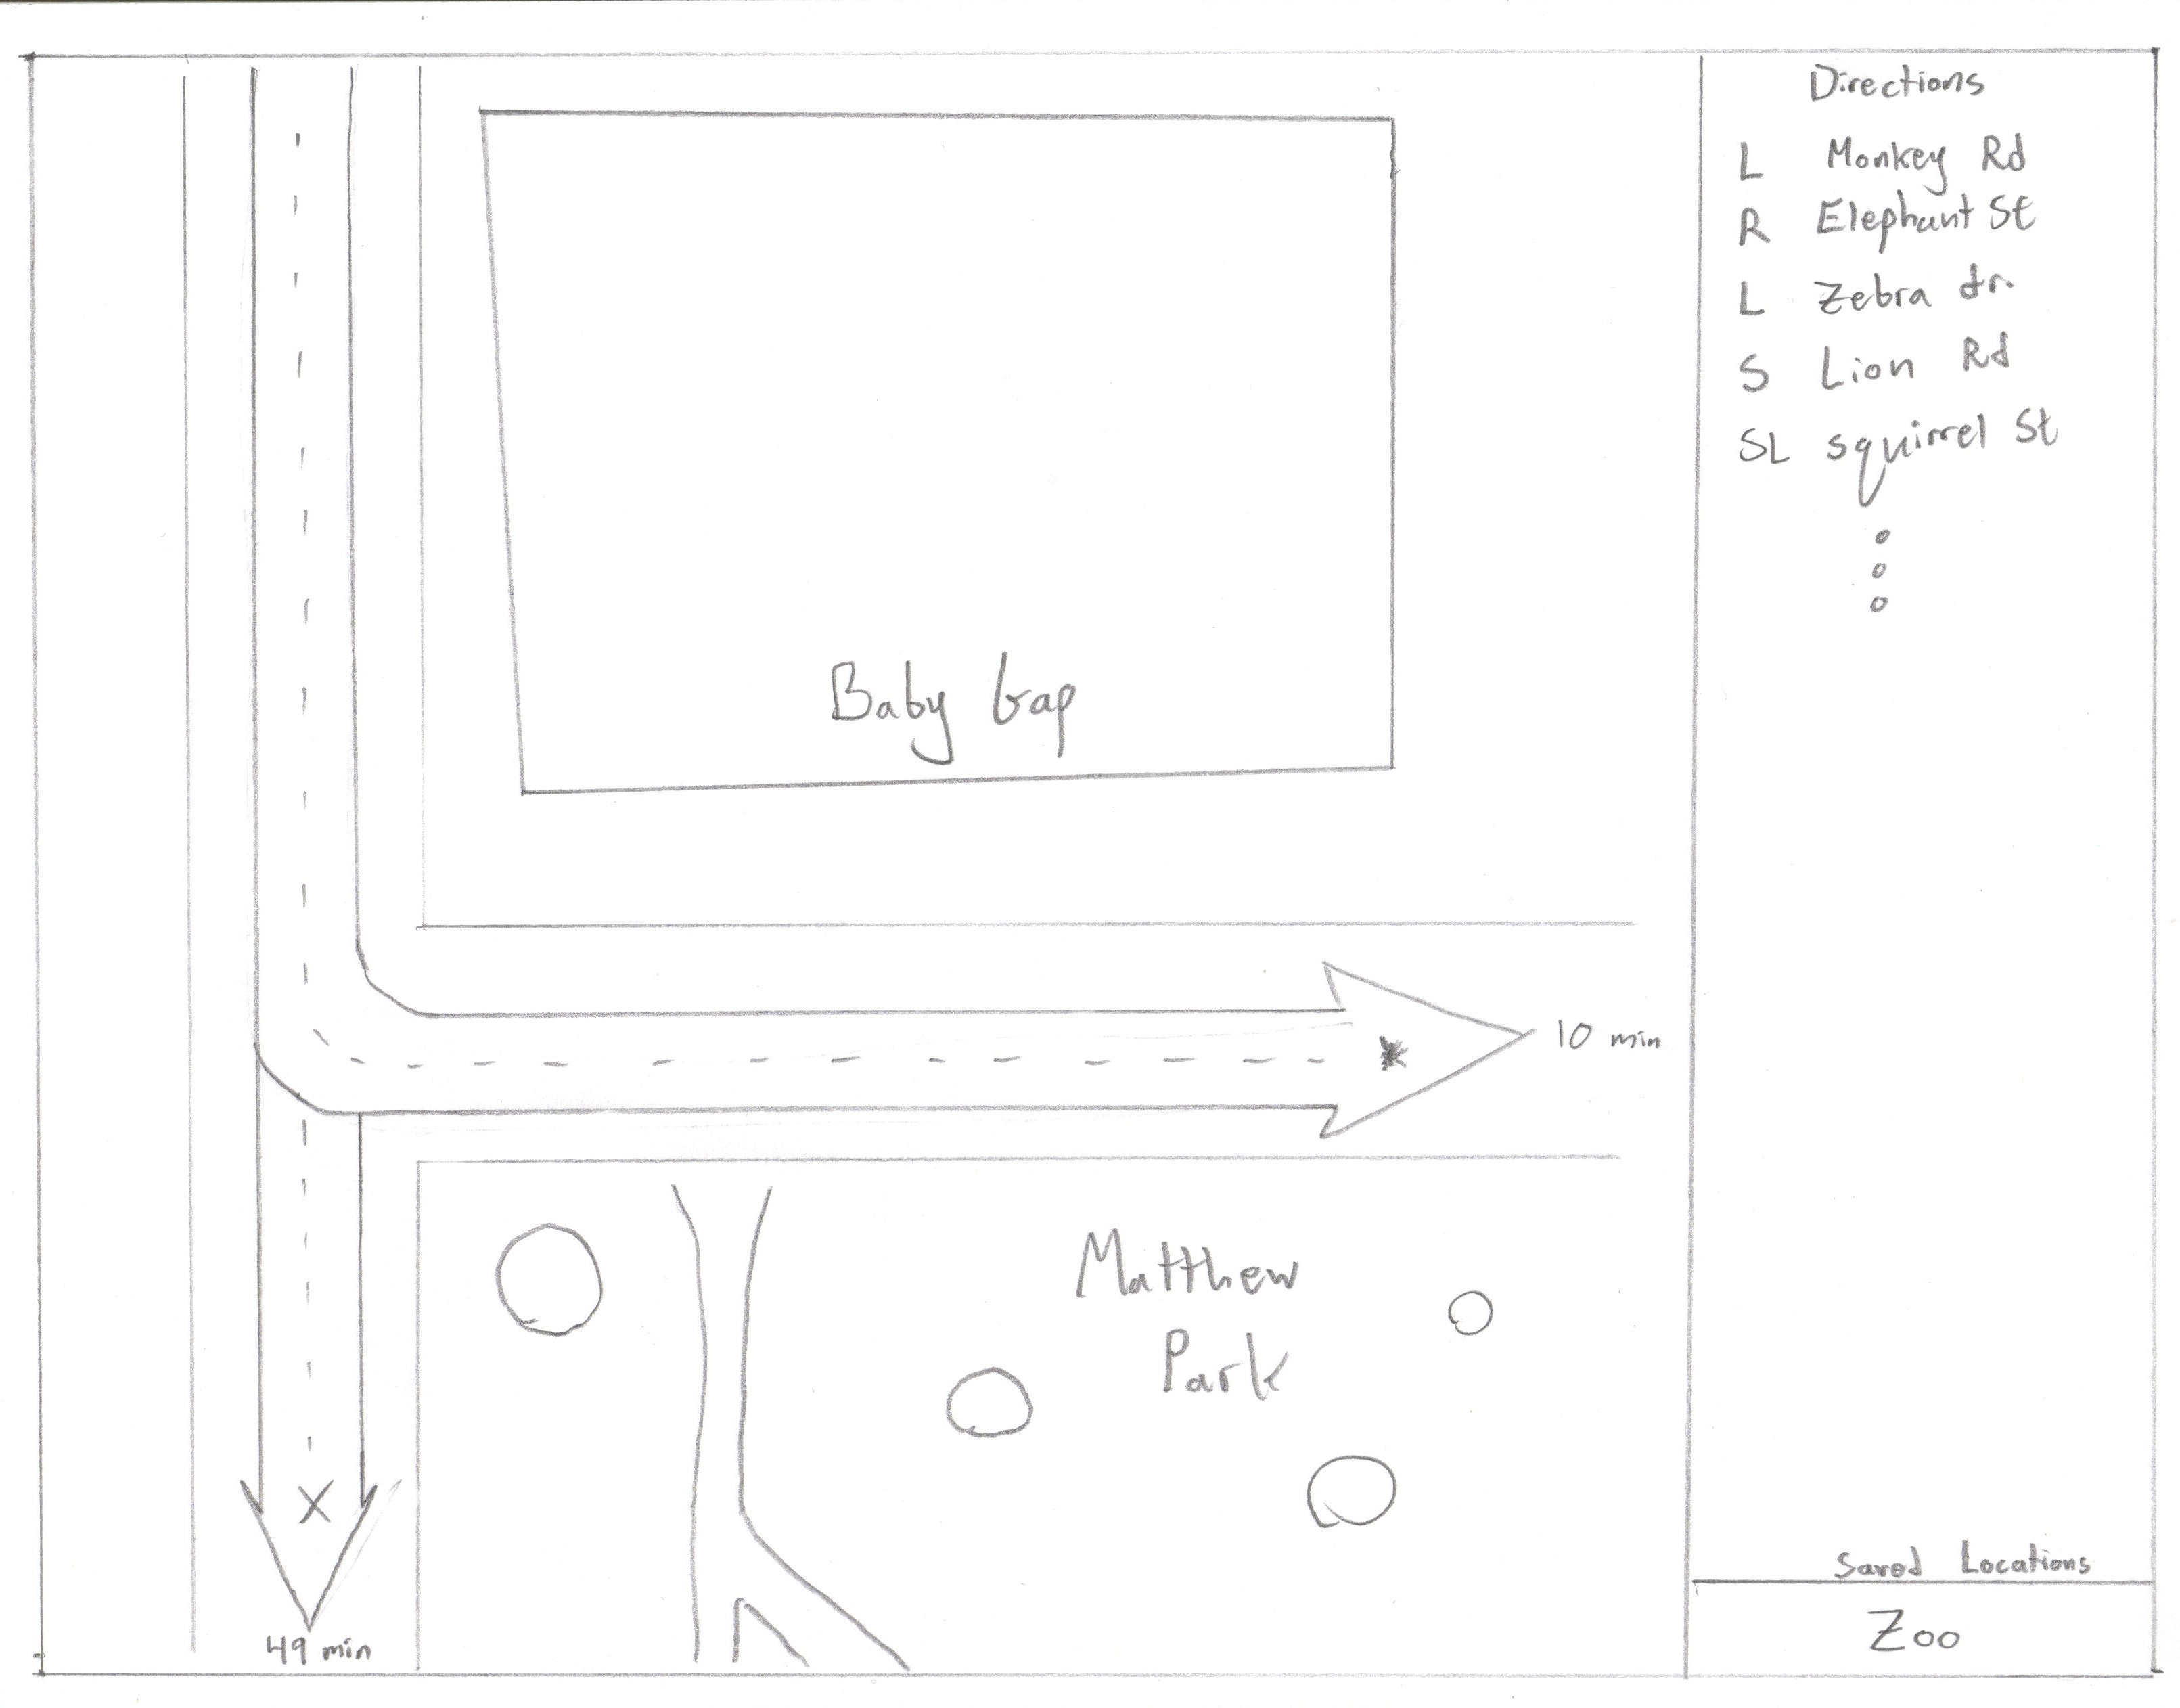 Directions
L Monkey Rd
R Elephant St
L Zebra dr.
S Lion Rd
SL squirrel St
Baby Gap
10 min
Matthew
Park
X
49 min
Saved Locations
Zoo